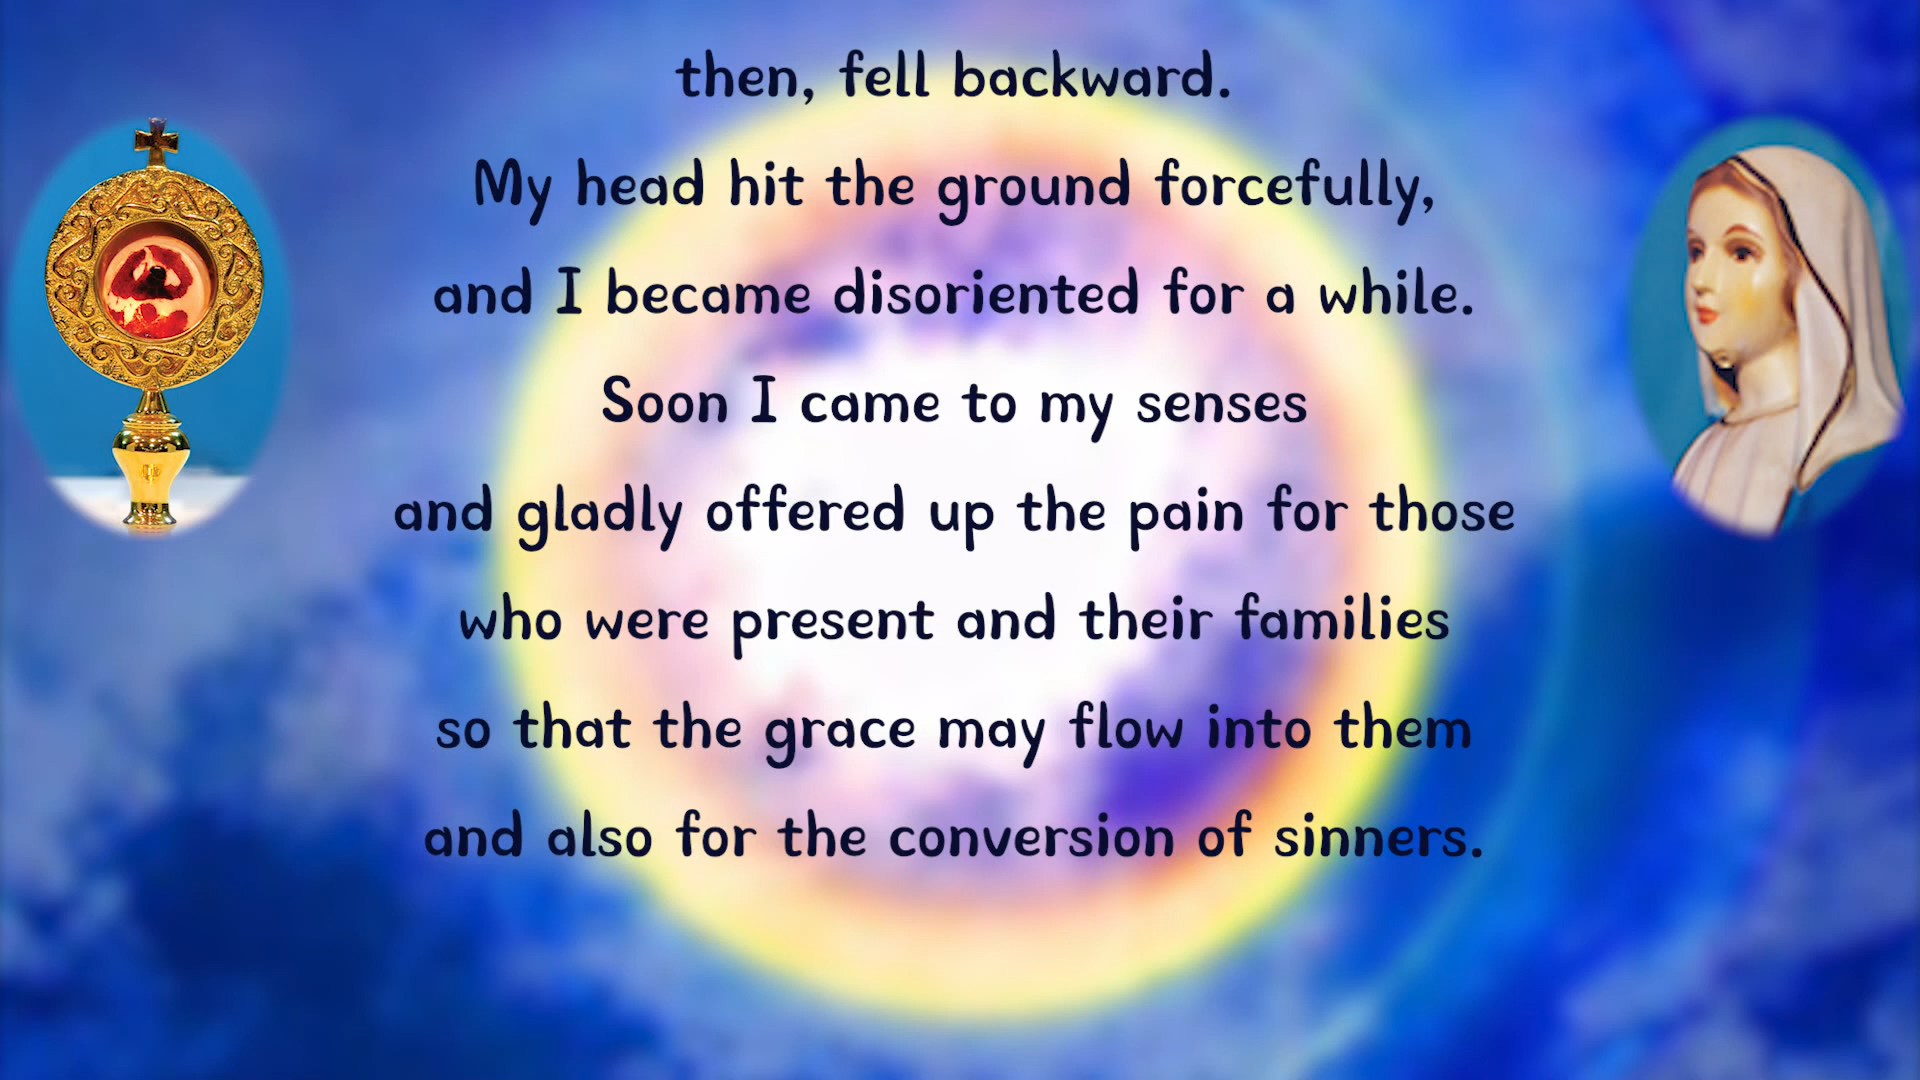 then, fell backward.
My head hit the ground forcefully,
and I became disoriented for a while.
Soon I came to my senses
and gladly offered up the pain for those
who were present and their families
so that the grace may flow into them
and also for the conversion of sinners.